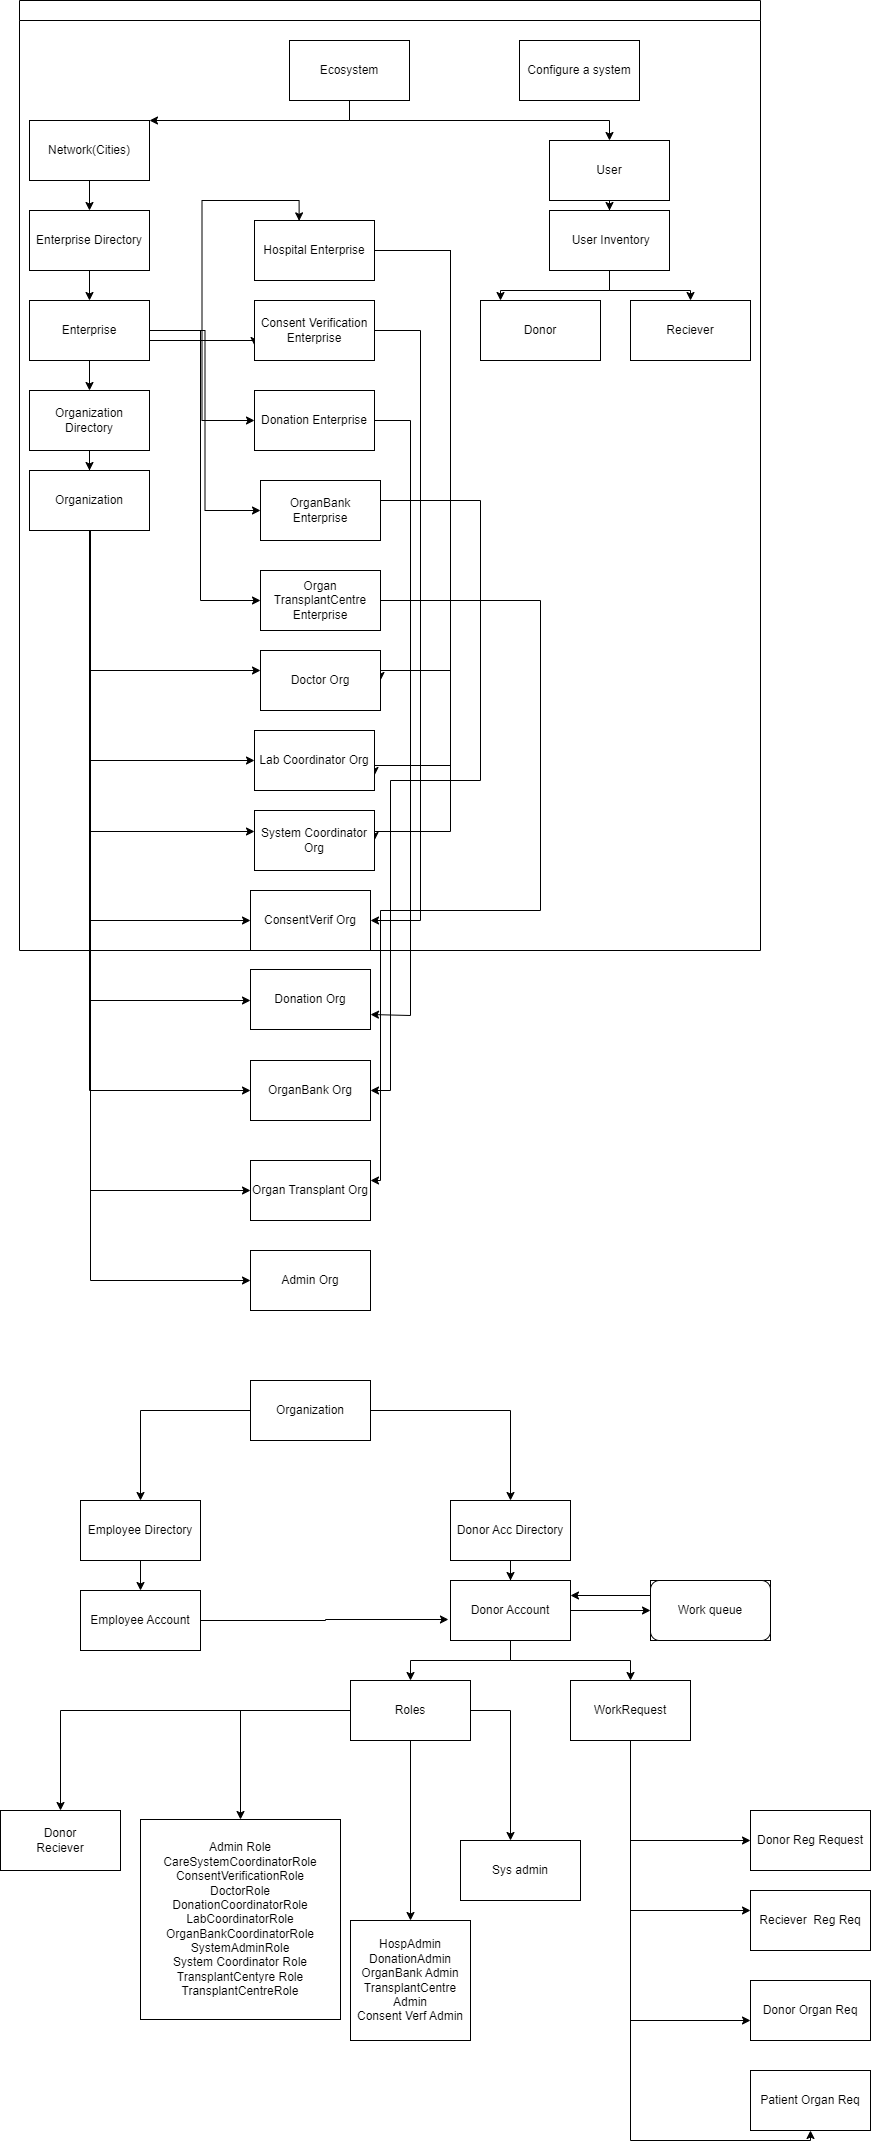 Ecosystem
Configure a system
Network(Cities)
User
Enterprise Directory
Hospital Enterprise
User Inventory
Enterprise
Consent Verification
Enterprise
Donor
Reciever
Organization
Directory
Donation Enterprise
Organization
OrganBank
Enterprise
Organ
TransplantCentre
Enterprise
Doctor Org
Lab Coordinator Org
System Coordinator
Org
ConsentVerif Org
Donation Org
OrganBank Org
Organ Transplant Org
Admin Org
Organization
Employee Directory
Donor Acc Directory
Employee Account
Donor Account
Work queue
Roles
WorkRequest
Donor
Reciever
Admin Role
CareSystemCoordinatorRole
ConsentVerificationRole
DoctorRole
DonationCoordinatorRole
LabCoordinatorRole
OrganBankCoordinatorRole
SystemAdminRole
System Coordinator Role
TransplantCentyre Role
TransplantCentreRole
HospAdmin
DonationAdmin
OrganBank Admin
TransplantCentre
Admin
Consent Verf Admin
Sys admin
Donor Reg Request
Reciever  Reg Req
Donor Organ Req
Patient Organ Req